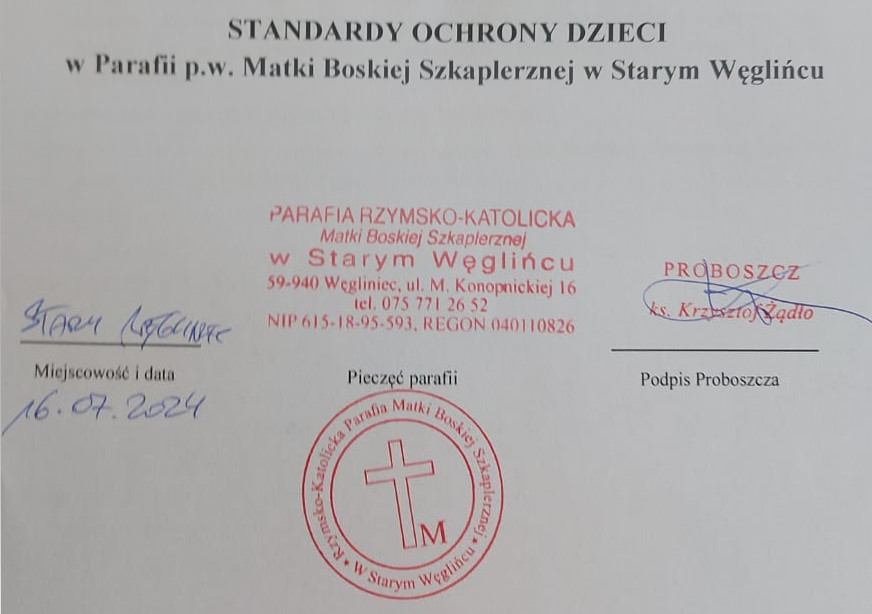 STANDARDY OCHRONY DZIECI
w Parafii p.w. Matki Boskiej Szkaplerznej w Starym Węglińcu
PARAFIA RZYMSKO-KATOLICKA
Matki Boskiej Szkaplerznej
w Starym Węglińcu
59-940 Węgliniec, ul. M. Konopnickiej 16
tel. 075 771 26 52
NIP 615-18-95-593, REGON 040110826
PROBOSZCZ
ks. Krzysztof Żądło
STARY WĘGLINIEC
Miejscowość i data
Pieczęć parafii
Podpis Proboszcza
16.07.2024
Rzymsko-Katolicka Parafia Matki Boskiej Szkaplerznej
• W Starym Węglińcu •
M